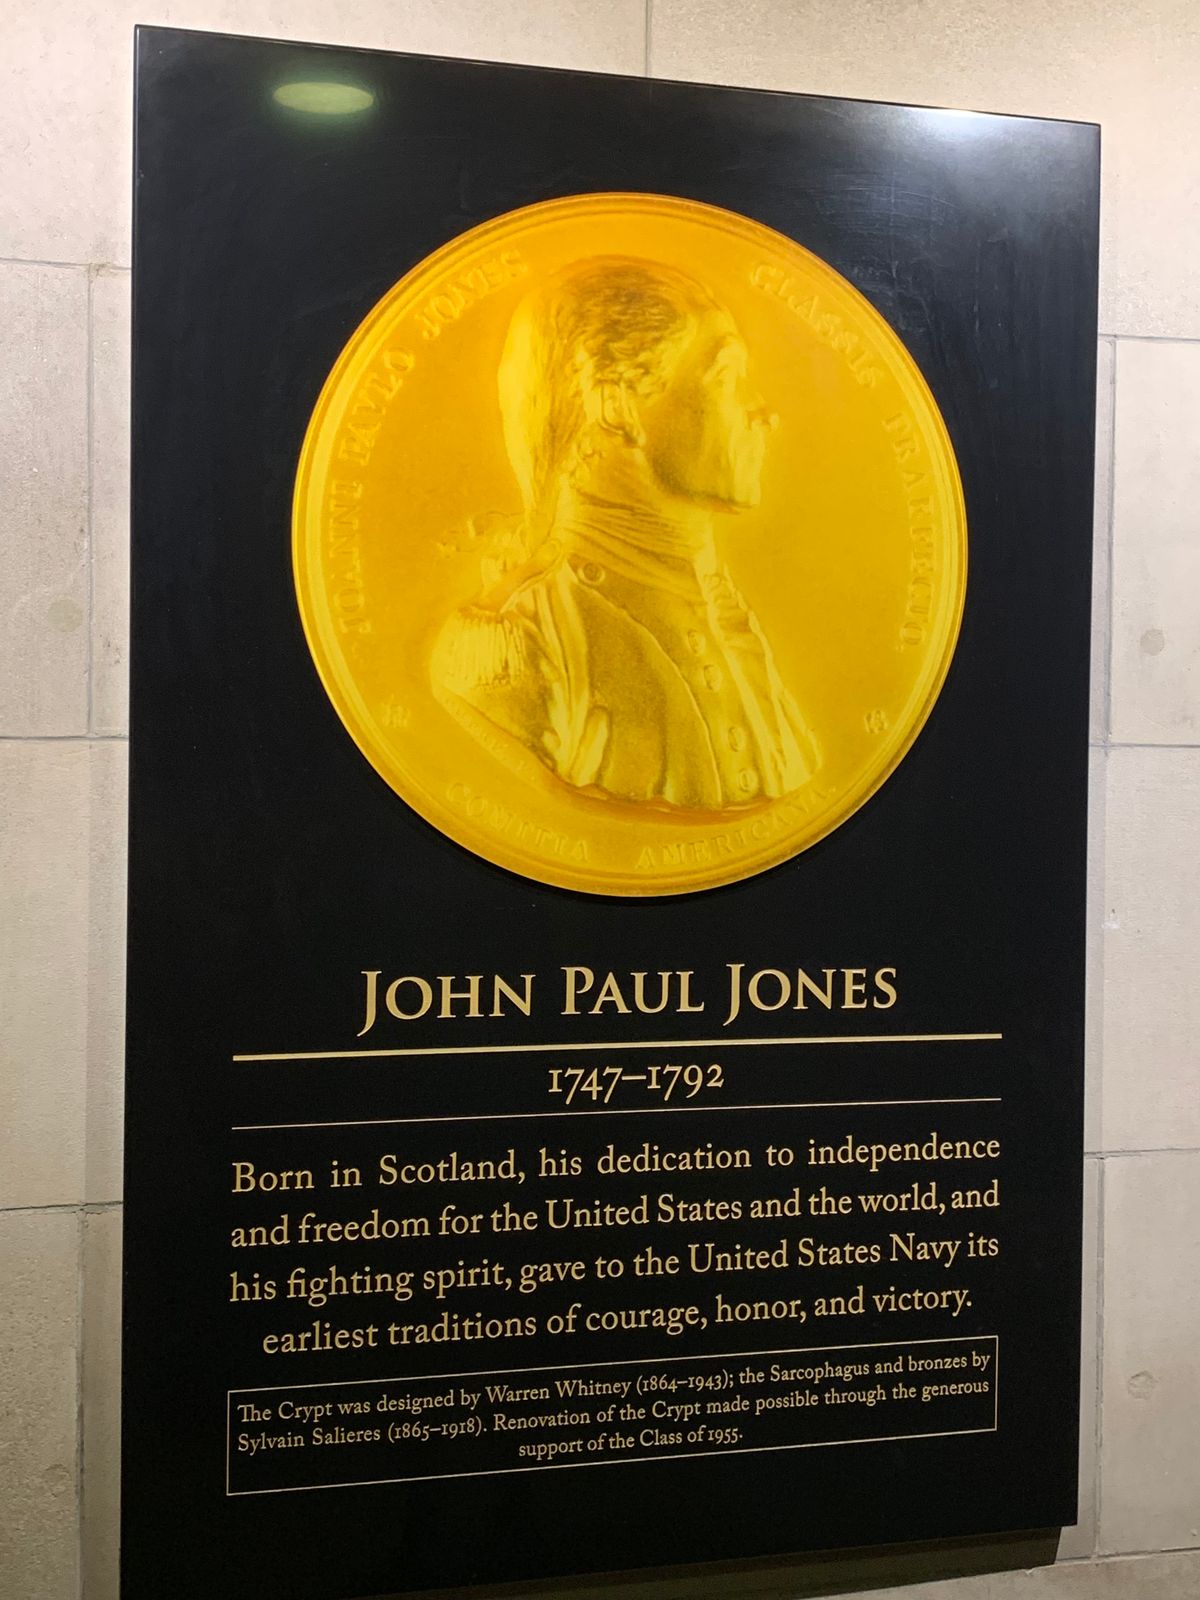 JOANNI PAVLO JONES CLASSIS PRAEFECTO.
COMITIA AMERICANA.
JOHN PAUL JONES
1747–1792
Born in Scotland, his dedication to independence
and freedom for the United States and the world, and
his fighting spirit, gave to the United States Navy its
earliest traditions of courage, honor, and victory.
The Crypt was designed by Warren Whitney (1864–1943); the Sarcophagus and bronzes by
Sylvain Salieres (1865–1918). Renovation of the Crypt made possible through the generous
support of the Class of 1955.